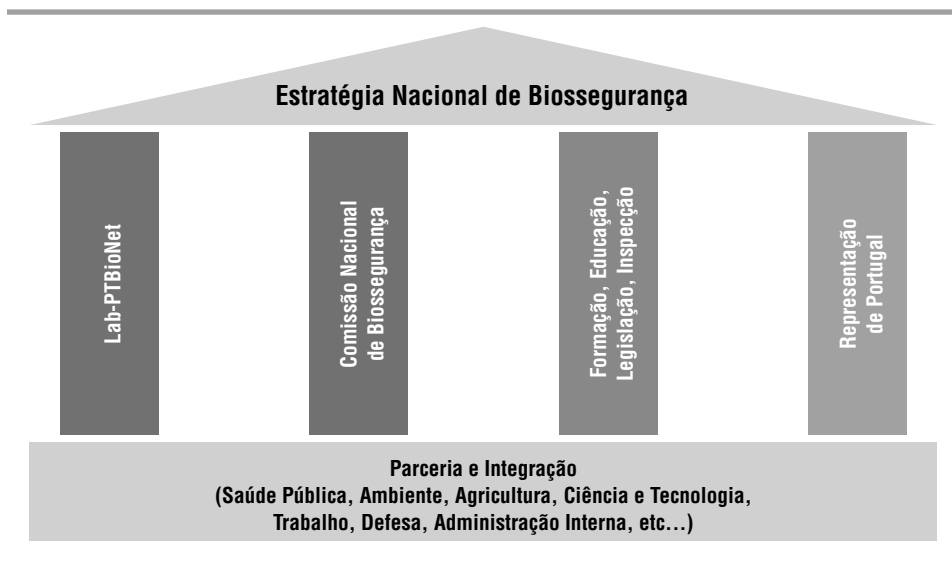 Estratégia Nacional de Biossegurança
Lab-PTBioNet
Comissão Nacional
de Biossegurança
Formação, Educação,
Legislação, Inspecção
Representação
de Portugal
Parceria e Integração
(Saúde Pública, Ambiente, Agricultura, Ciência e Tecnologia,
Trabalho, Defesa, Administração Interna, etc...)